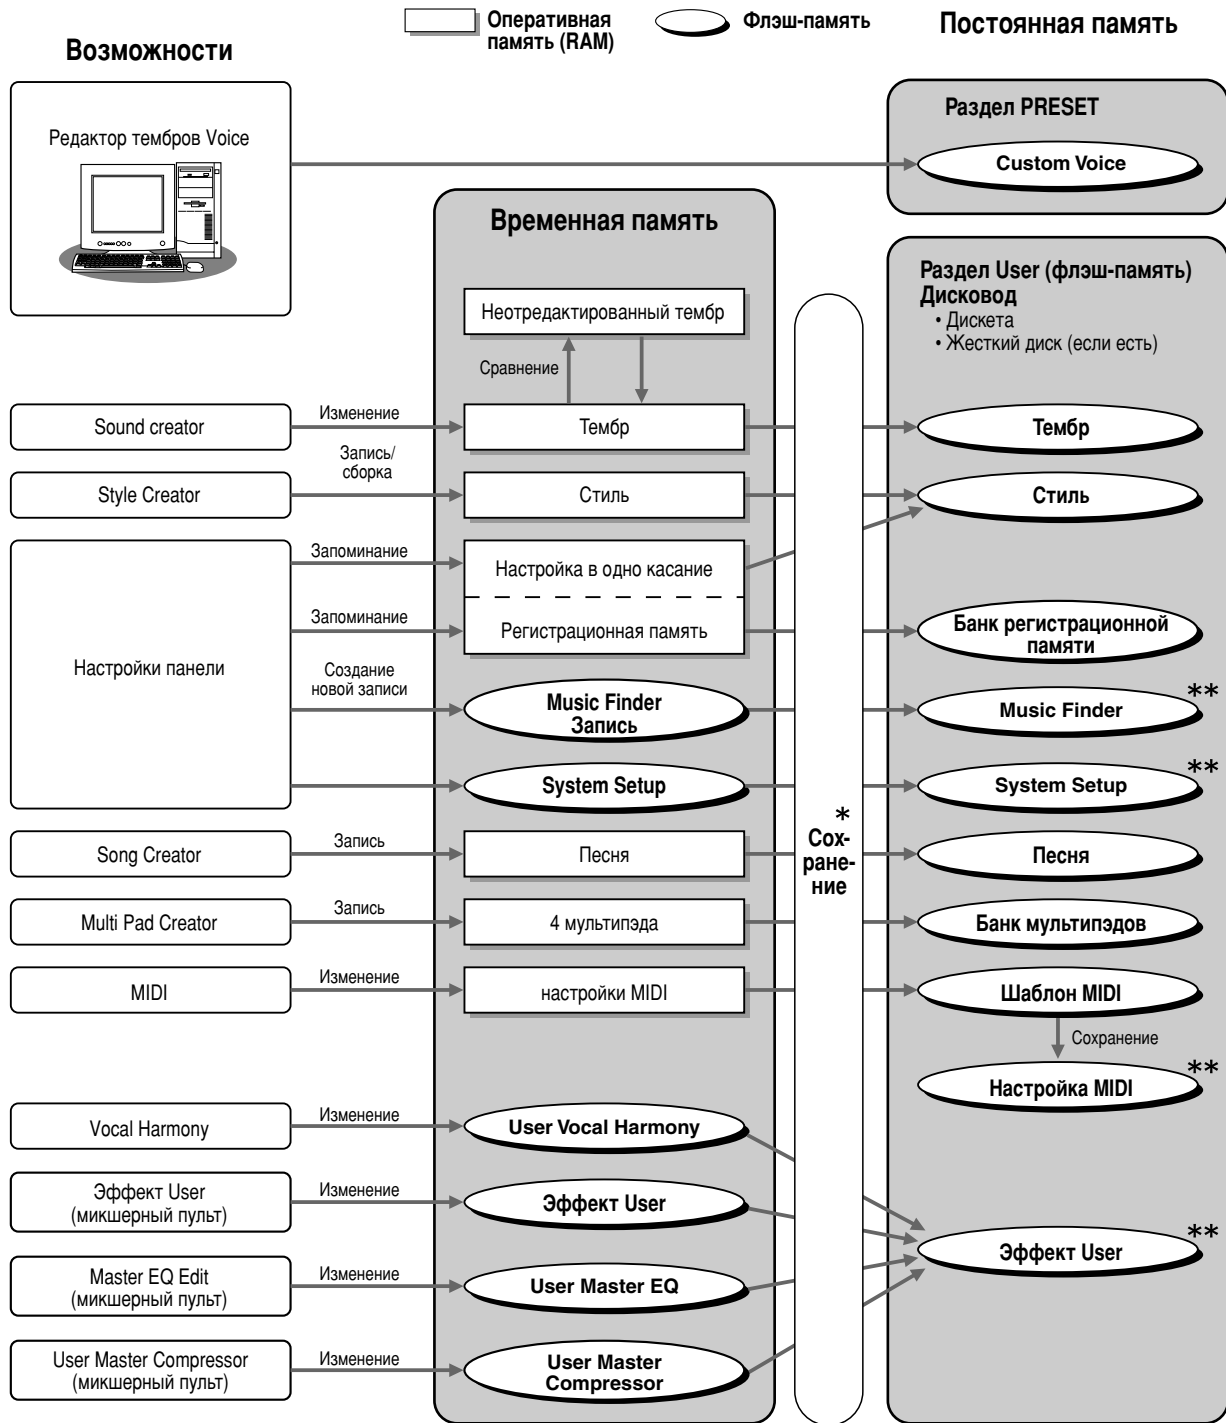 Оперативная
память (RAM)
Флэш-память
Постоянная память
Возможности
Редактор тембров Voice
Раздел PRESET
Custom Voice
Временная память
Раздел User (флэш-память)
Дисковод
• Дискета
• Жесткий диск (если есть)
Неотредактированный тембр
Сравнение
Sound creator
Изменение
Тембр
Тембр
Запись/
сборка
Style Creator
Стиль
Стиль
Настройки панели
Запоминание
Настройка в одно касание
Запоминание
Регистрационная память
Банк регистрационной
памяти
Создание
новой записи
Music Finder
Запись
Music Finder
**
System Setup
System Setup
**
*
Сох-
ране-
ние
Song Creator
Запись
Песня
Песня
Multi Pad Creator
Запись
4 мультипэда
Банк мультипэдов
MIDI
Изменение
настройки MIDI
Шаблон MIDI
Сохранение
Настройка MIDI
**
Vocal Harmony
Изменение
User Vocal Harmony
Эффект User
(микшерный пульт)
Изменение
Эффект User
Эффект User
**
Master EQ Edit
(микшерный пульт)
Изменение
User Master EQ
User Master Compressor
(микшерный пульт)
Изменение
User Master
Compressor